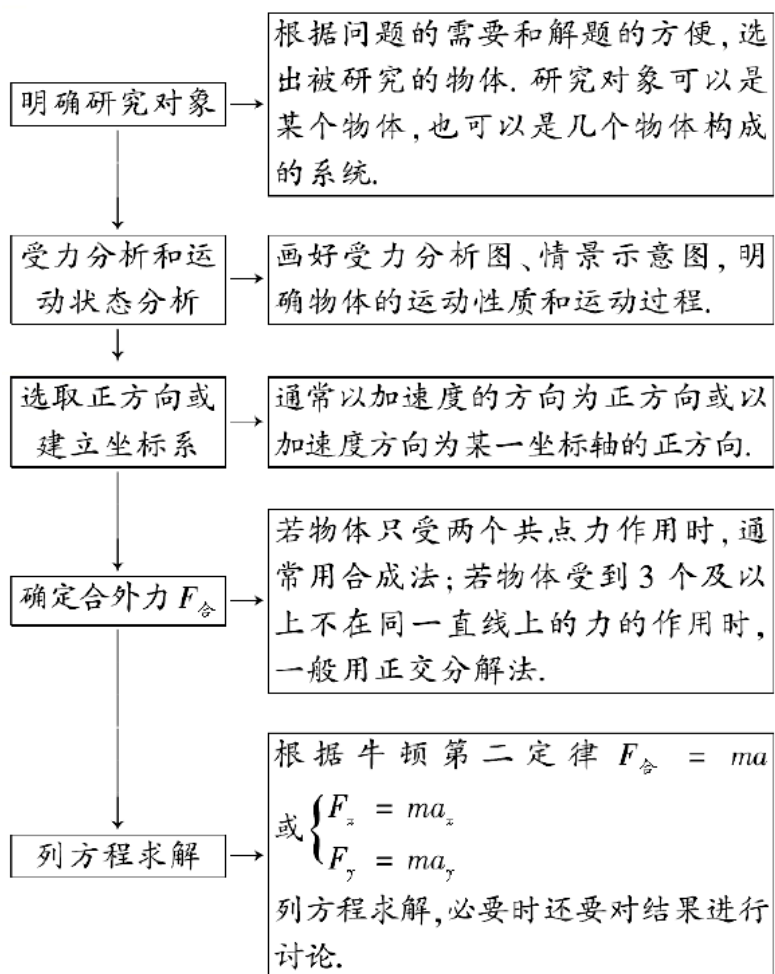 明确研究对象
根据问题的需要和解题的方便,选
出被研究的物体. 研究对象可以是
某个物体,也可以是几个物体构成
的系统.
受力分析和运
动状态分析
画好受力分析图、情景示意图,明
确物体的运动性质和运动过程.
选取正方向或
建立坐标系
通常以加速度的方向为正方向或以
加速度方向为某一坐标轴的正方向.
确定合外力 F合
若物体只受两个共点力作用时,通
常用合成法;若物体受到 3 个及以
上不在同一直线上的力的作用时,
一般用正交分解法.
列方程求解
根据牛顿第二定律 F合 = ma
或{Fx = max
Fy = may
列方程求解,必要时还要对结果进行
讨论.